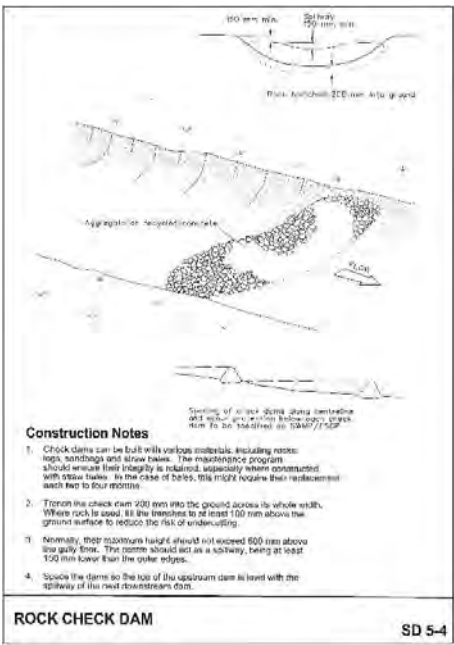 150 mm min.
Spillway
150 mm min.
Rock notched 200 mm into ground
Aggregate or recycled concrete
FLOW
Spacing of check dams along centreline
and scour protection below each check
dam to be specified on SWMP/ESCP
Construction Notes
1. Check dams can be built with various materials, including rocks,
logs, sandbags and straw bales. The maintenance program
should ensure their integrity is retained, especially where constructed
with straw bales. In the case of bales, this might require their replacement
each two to four months.
2. Trench the check dam 200 mm into the ground across its whole width.
Where rock is used, fill the trenches to at least 100 mm above the
ground surface to reduce the risk of undercutting.
3. Normally, their maximum height should not exceed 600 mm above
the gully floor. The centre should act as a spillway, being at least
150 mm lower than the outer edges.
4. Space the dams so the top of the upstream dam is level with the
spillway of the next downstream dam.
ROCK CHECK DAM
SD 5-4